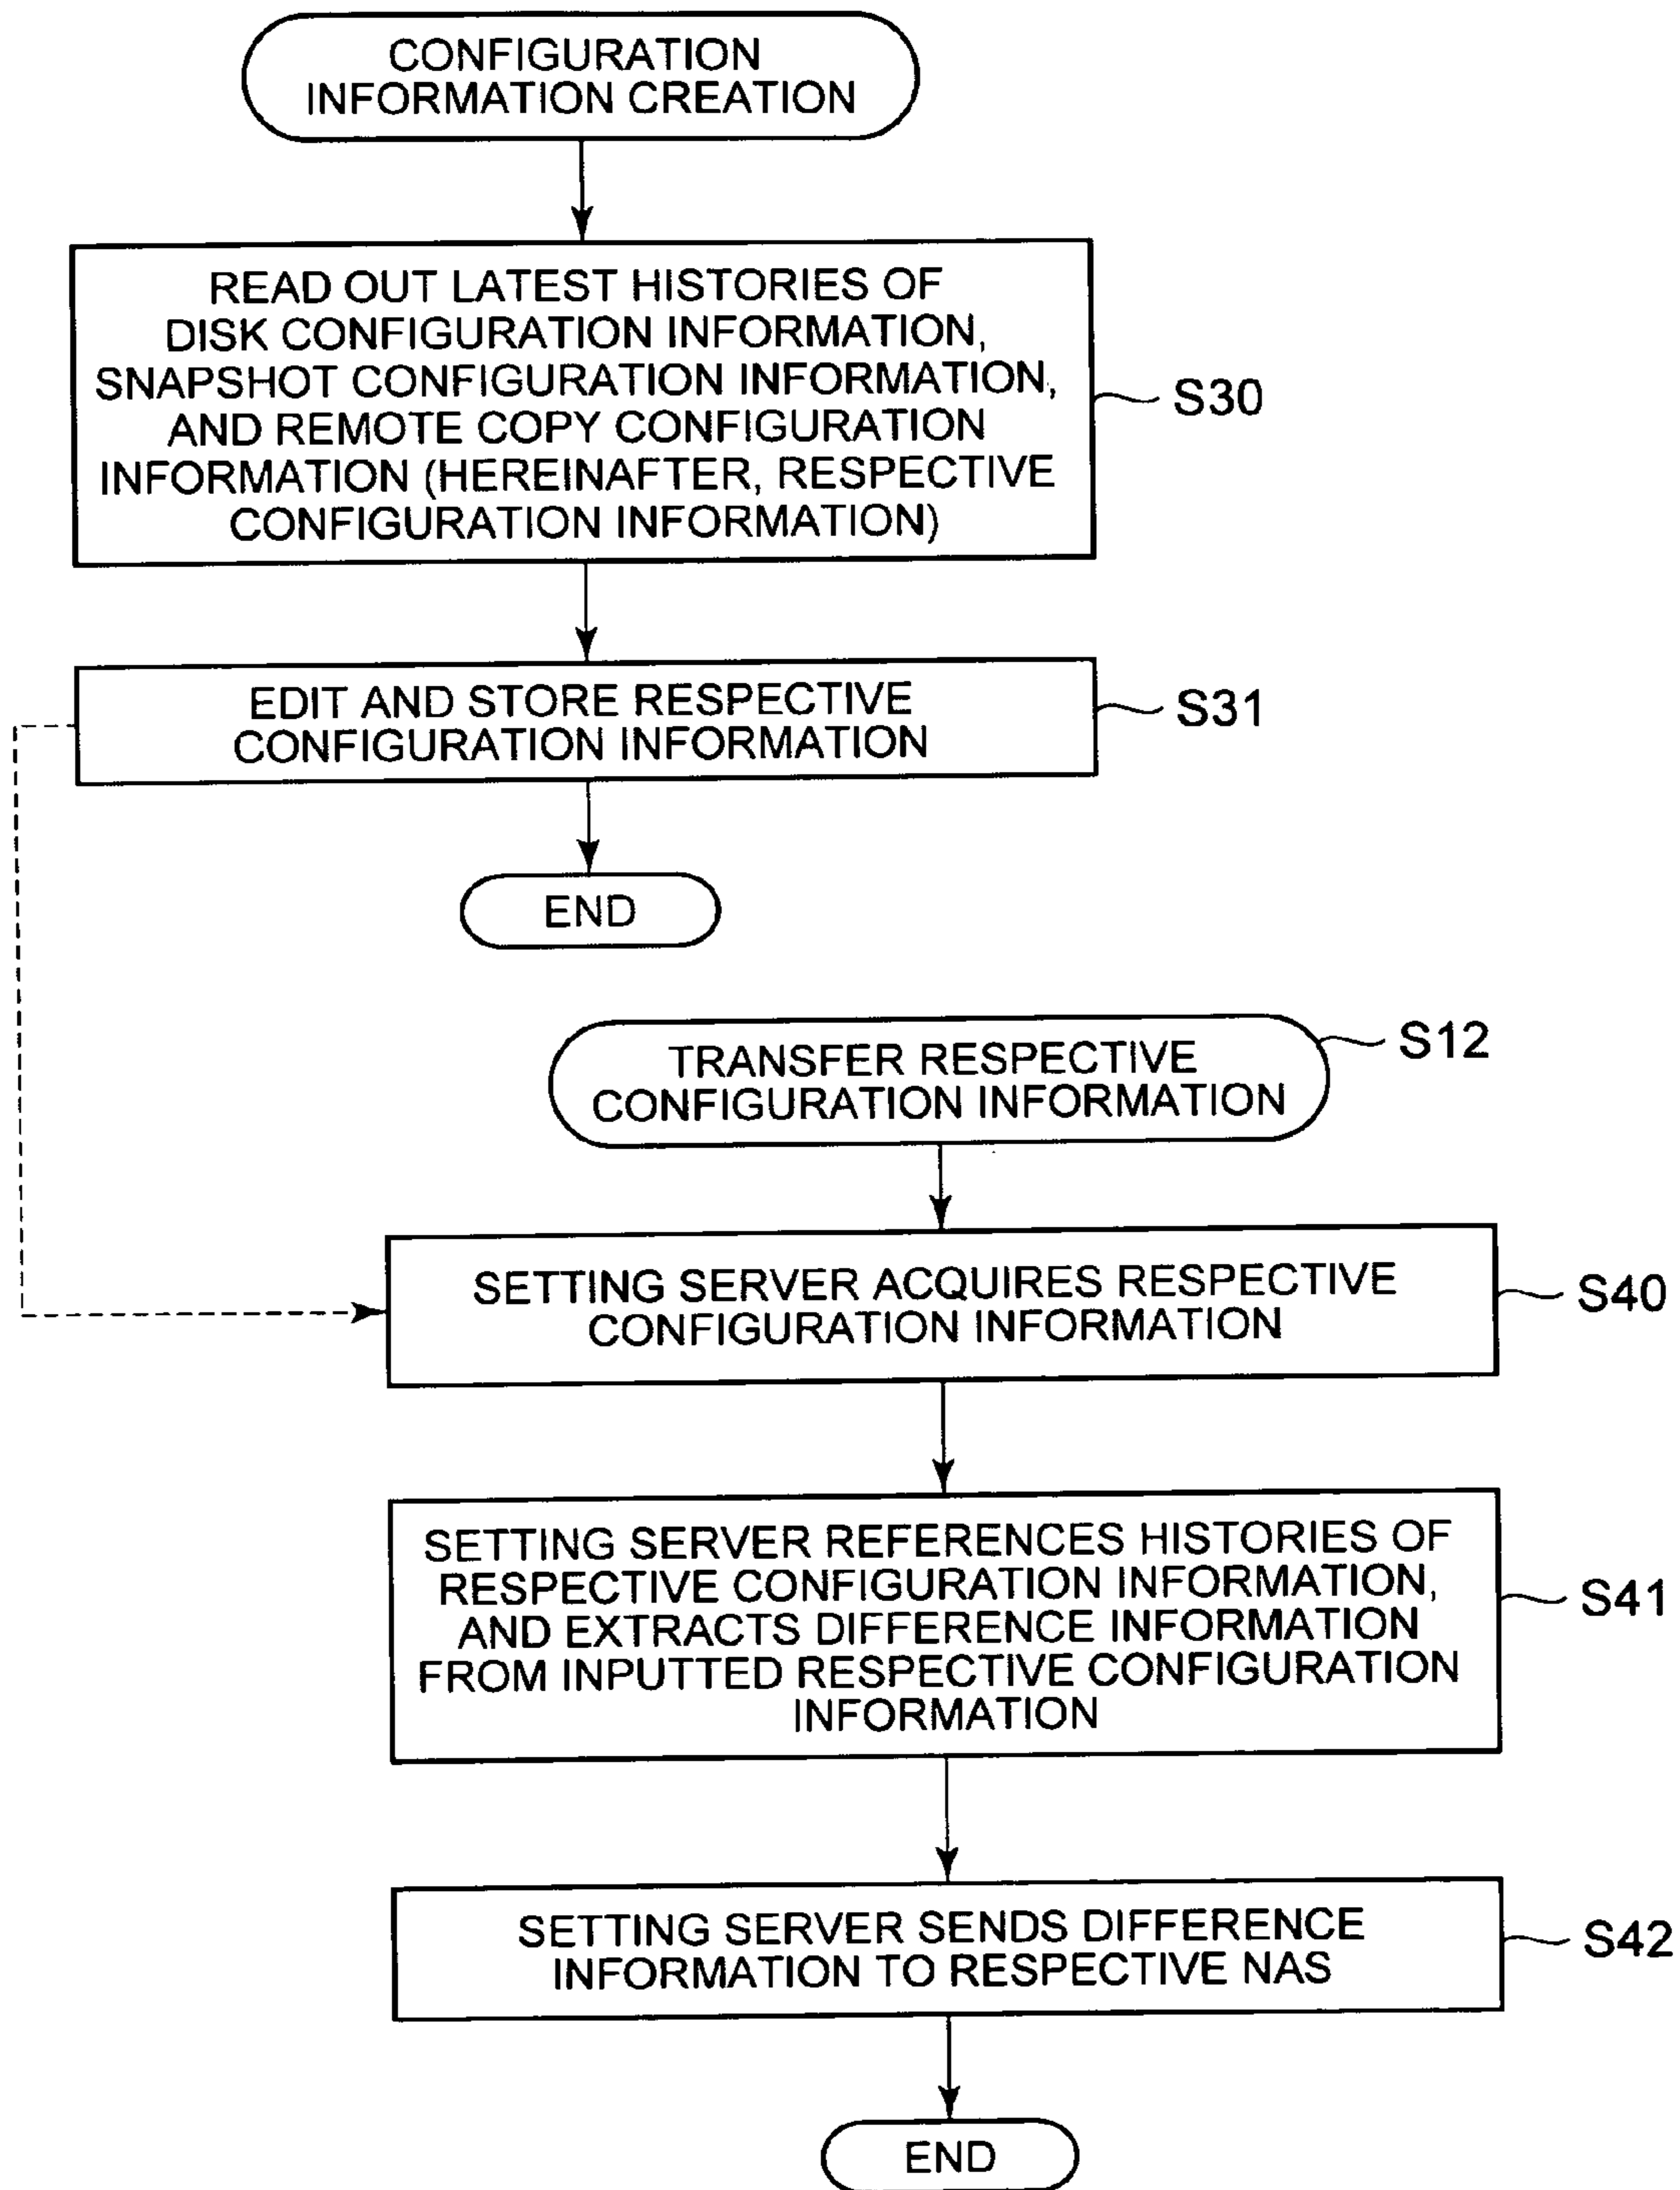 CONFIGURATION
INFORMATION CREATION
READ OUT LATEST HISTORIES OF
DISK CONFIGURATION INFORMATION,
SNAPSHOT CONFIGURATION INFORMATION,
AND REMOTE COPY CONFIGURATION
INFORMATION (HEREINAFTER, RESPECTIVE
CONFIGURATION INFORMATION)
S30
EDIT AND STORE RESPECTIVE
CONFIGURATION INFORMATION
S31
END
TRANSFER RESPECTIVE
CONFIGURATION INFORMATION
S12
SETTING SERVER ACQUIRES RESPECTIVE
CONFIGURATION INFORMATION
S40
SETTING SERVER REFERENCES HISTORIES OF
RESPECTIVE CONFIGURATION INFORMATION,
AND EXTRACTS DIFFERENCE INFORMATION
FROM INPUTTED RESPECTIVE CONFIGURATION
INFORMATION
S41
SETTING SERVER SENDS DIFFERENCE
INFORMATION TO RESPECTIVE NAS
S42
END